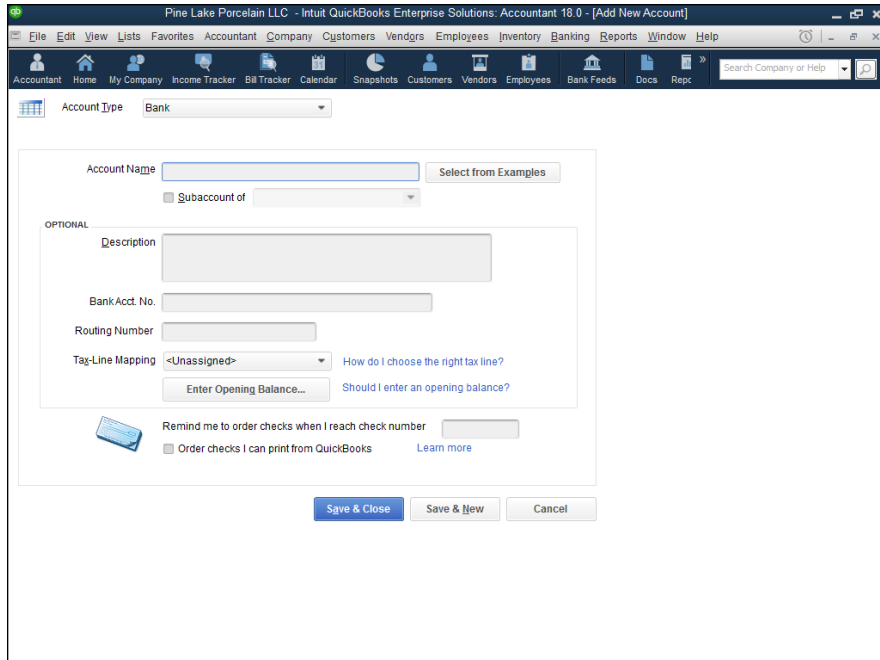 qb Pine Lake Porcelain LLC - Intuit QuickBooks Enterprise Solutions: Accountant 18.0 - [Add New Account]
File Edit View Lists Favorites Accountant Company Customers Vendors Employees Inventory Banking Reports Window Help
31
Accountant Home My Company Income Tracker Bill Tracker Calendar Snapshots Customers Vendors Employees Bank Feeds Docs Repc » Search Company or Help
Account Type Bank
Account Name Select from Examples
Subaccount of
OPTIONAL
Description
Bank Acct. No.
Routing Number
Tax-Line Mapping <Unassigned> How do I choose the right tax line?
Enter Opening Balance... Should I enter an opening balance?
Remind me to order checks when I reach check number
Order checks I can print from QuickBooks Learn more
Save & Close Save & New Cancel